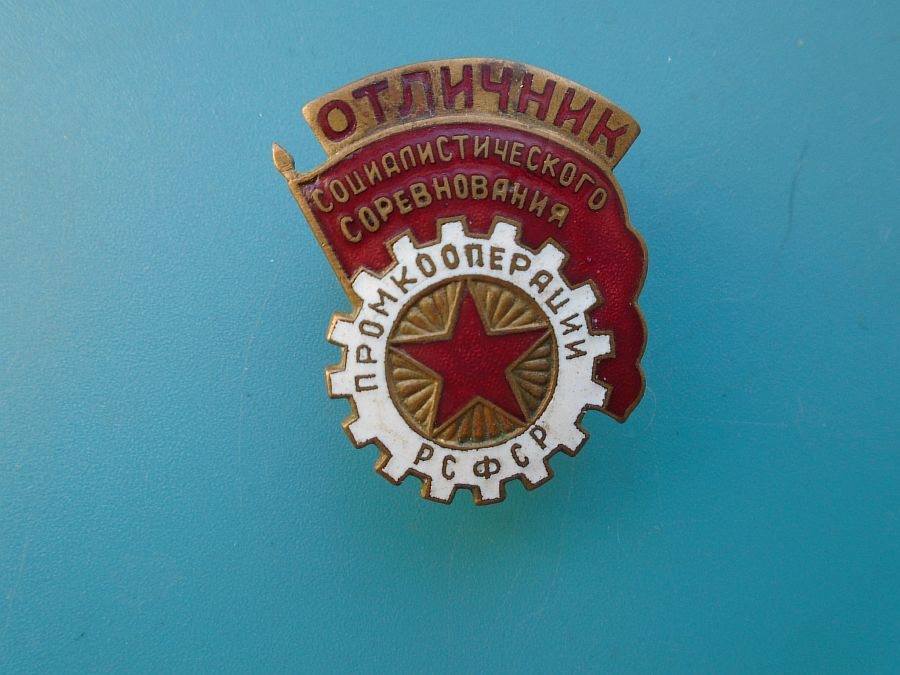 ОТЛИЧНИК
СОЦИАЛИСТИЧЕСКОГО
СОРЕВНОВАНИЯ
ПРОМКООПЕРАЦИИ
РСФСР